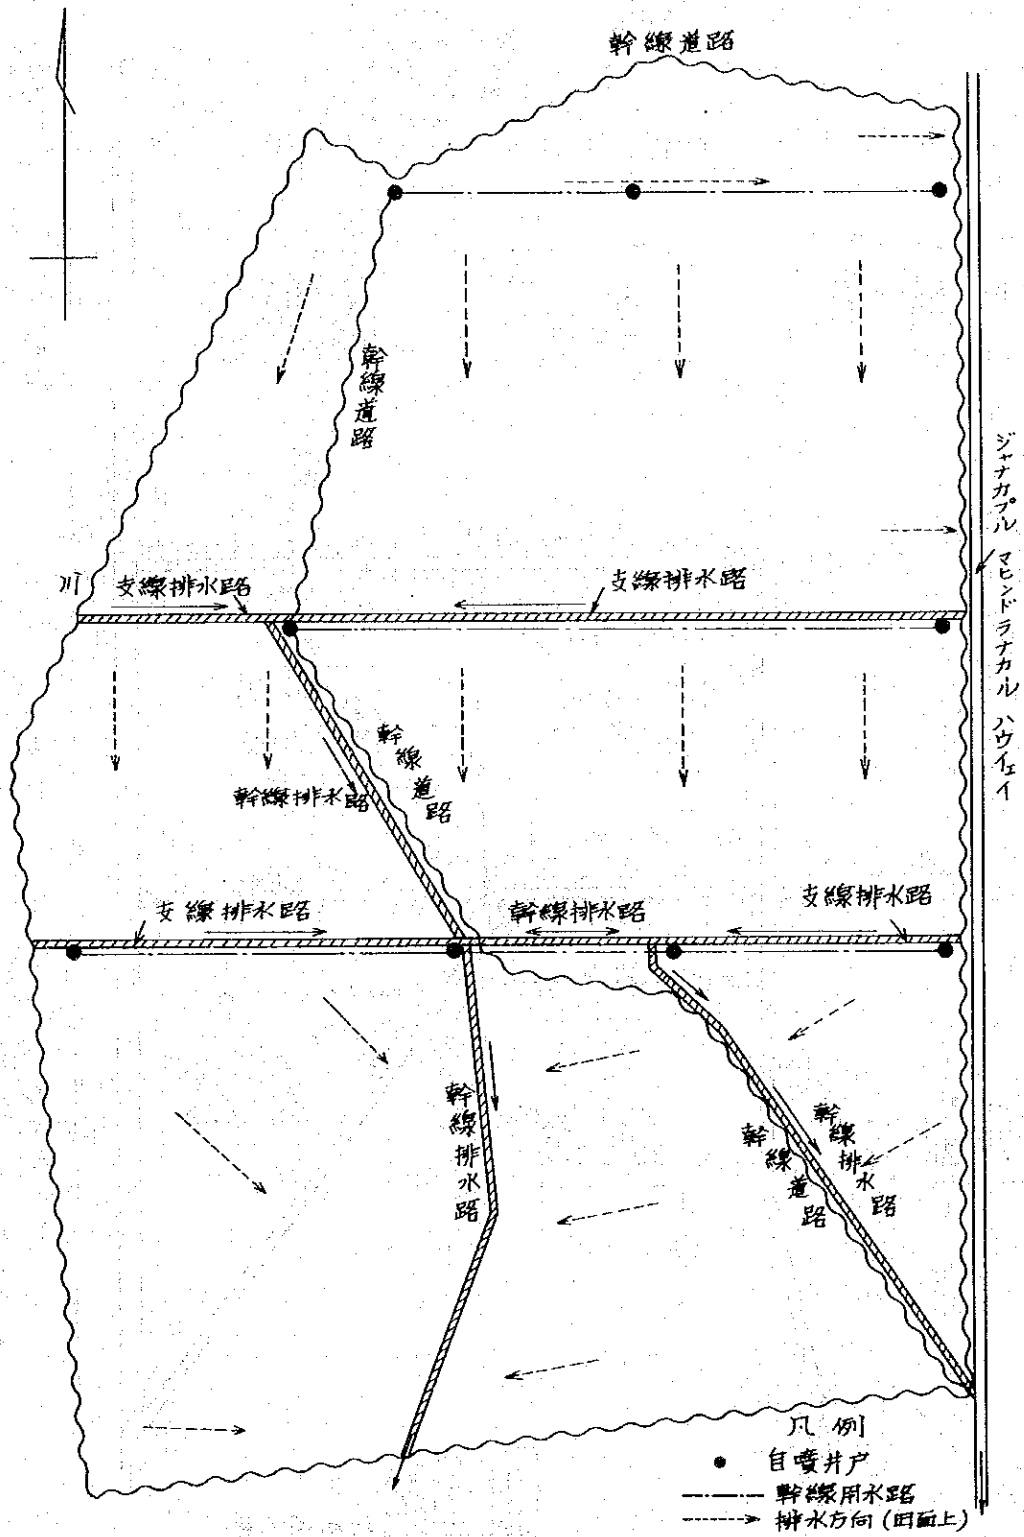 幹線道路
幹線道路
ジャナカプル マヒンドラナカール ハウイェイ
川
支線排水路
支線排水路
幹線道路
幹線排水路
支線排水路
幹線排水路
支線排水路
幹線排水路
幹線道路
幹線排水路
凡例
自噴井戸
幹線用水路
排水方向(田面上)